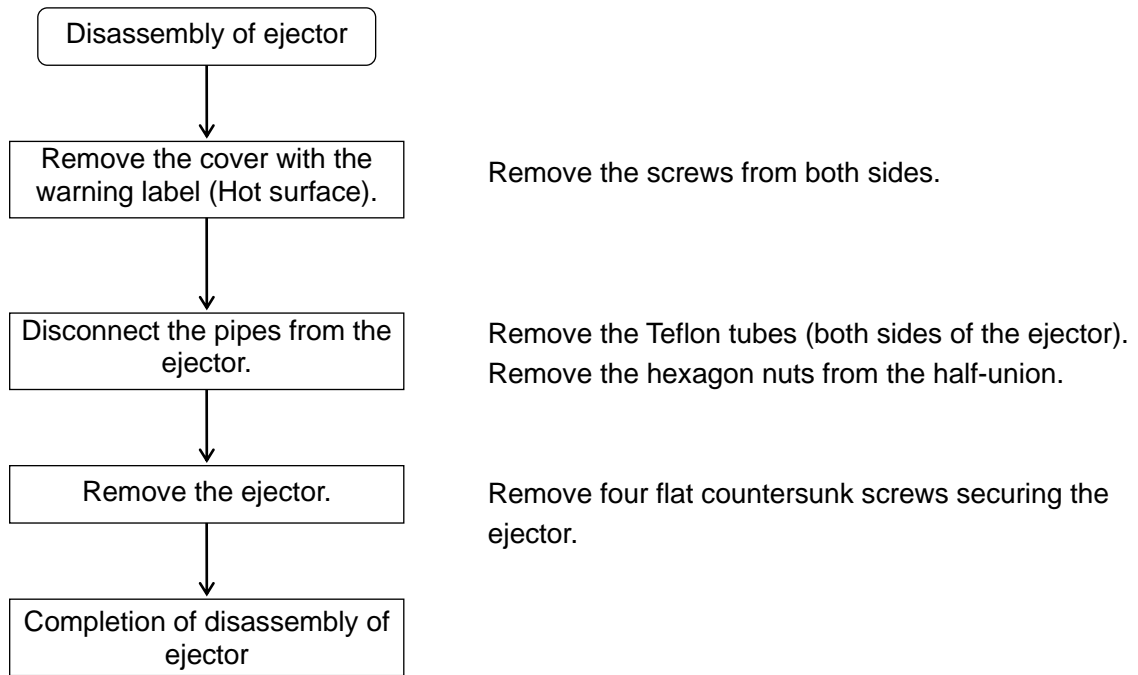 Disassembly of ejector
Remove the cover with the
warning label (Hot surface).
Remove the screws from both sides.
Disconnect the pipes from the
ejector.
Remove the Teflon tubes (both sides of the ejector).
Remove the hexagon nuts from the half-union.
Remove the ejector.
Remove four flat countersunk screws securing the
ejector.
Completion of disassembly of
ejector